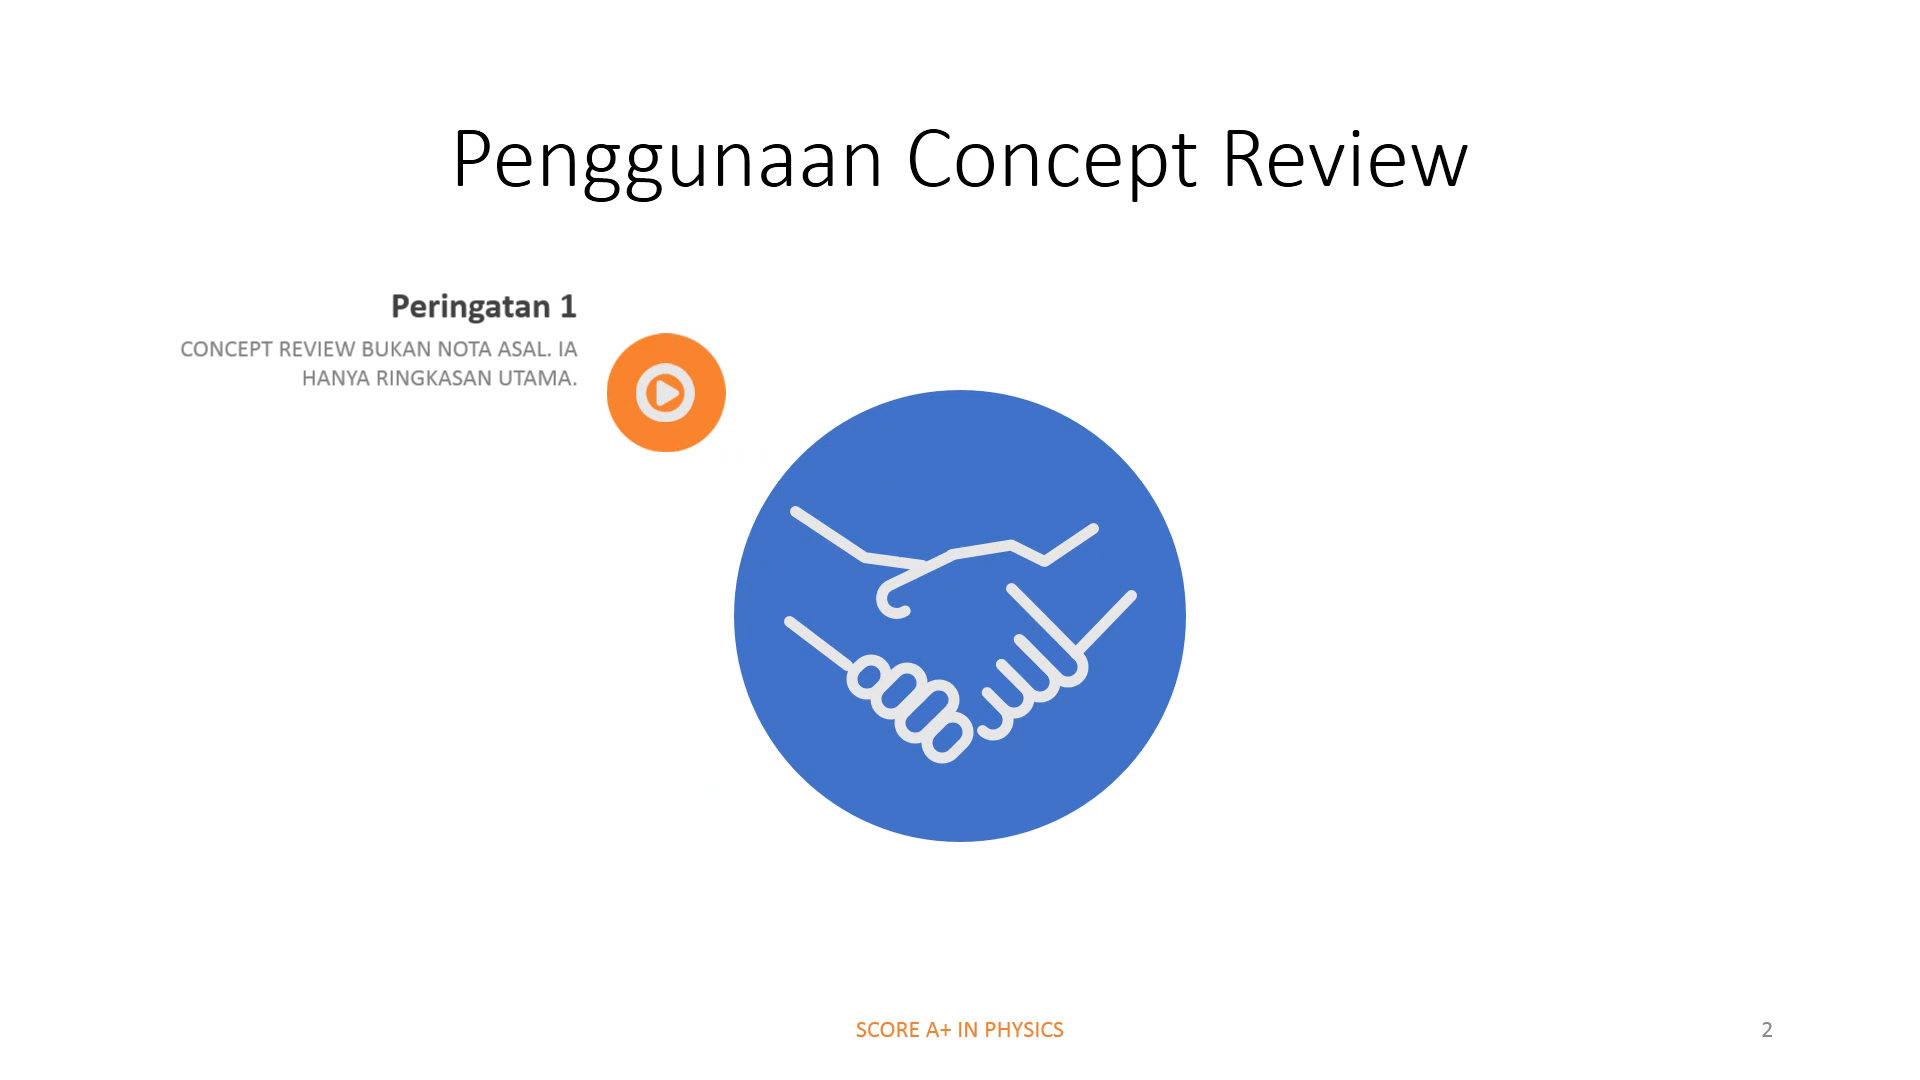 Penggunaan Concept Review
Peringatan 1
CONCEPT REVIEW BUKAN NOTA ASAL. IA
HANYA RINGKASAN UTAMA.
SCORE A+ IN PHYSICS
2